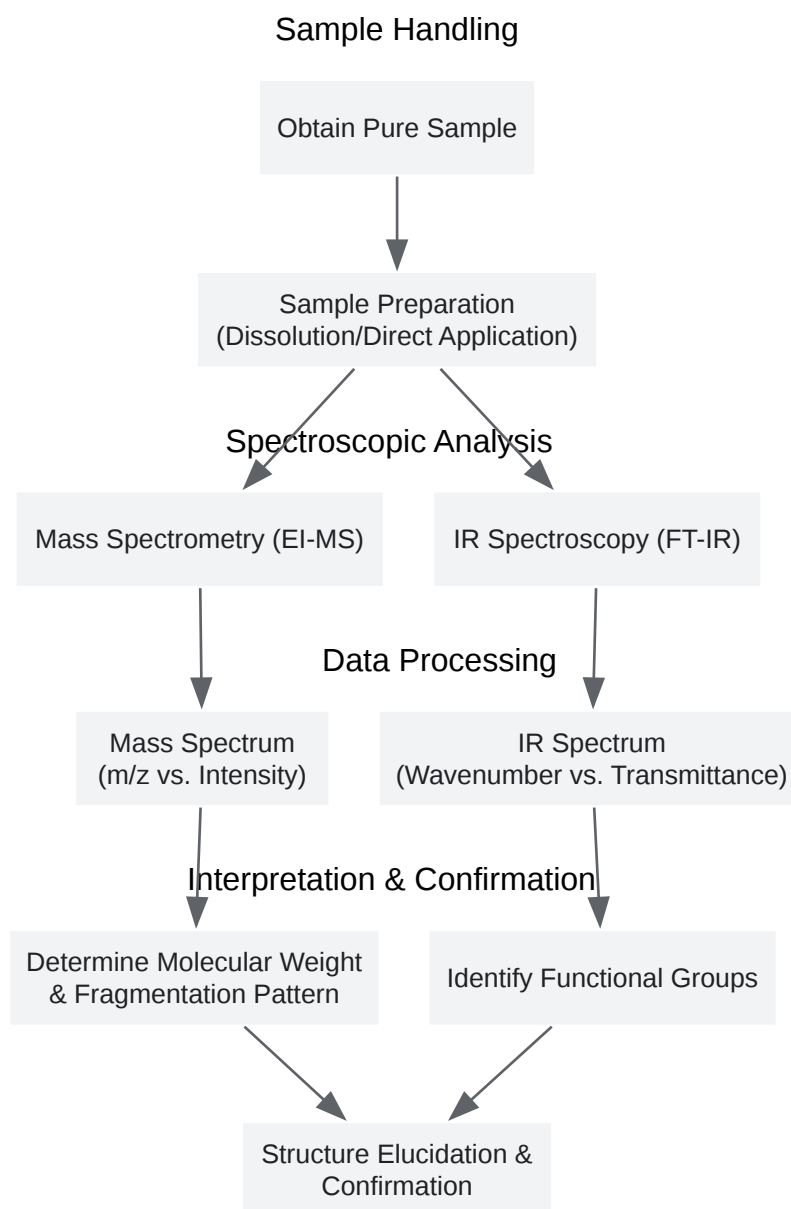 Sample Handling
Obtain Pure Sample
Sample Preparation
(Dissolution/Direct Application)
Spectroscopic Analysis
Mass Spectrometry (EI-MS)
IR Spectroscopy (FT-IR)
Data Processing
Mass Spectrum
(m/z vs. Intensity)
IR Spectrum
(Wavenumber vs. Transmittance)
Interpretation & Confirmation
Determine Molecular Weight
& Fragmentation Pattern
Identify Functional Groups
Structure Elucidation &
Confirmation